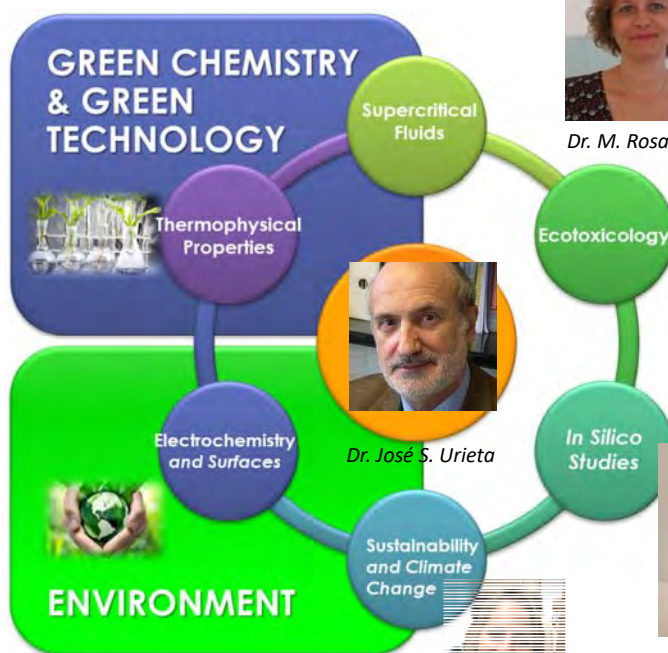 GREEN CHEMISTRY
& GREEN
TECHNOLOGY
Supercritical
Fluids
Dr. M. Rosa
Thermophysical
Properties
Ecotoxicology
Dr. José S. Urieta
Electrochemistry
and Surfaces
In Silico
Studies
Sustainability
and Climate
Change
ENVIRONMENT